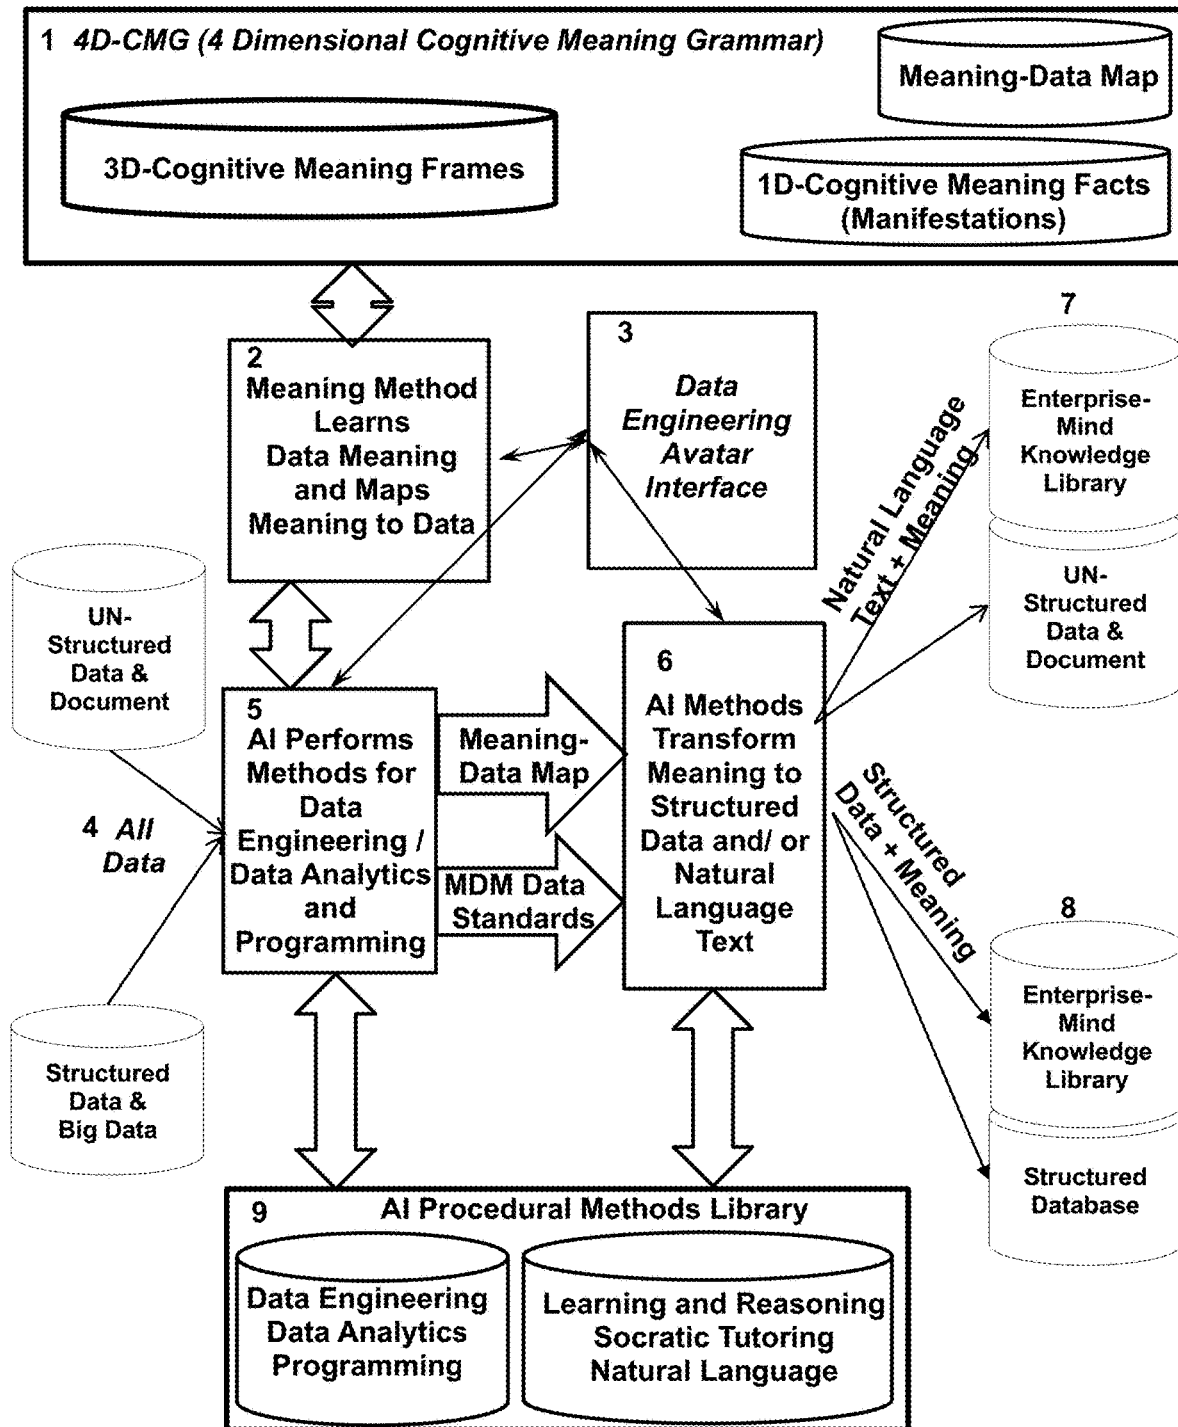 1 4D-CMG (4 Dimensional Cognitive Meaning Grammar)
Meaning-Data Map
3D-Cognitive Meaning Frames
1D-Cognitive Meaning Facts
(Manifestations)
2
Meaning Method
Learns
Data Meaning
and Maps
Meaning to Data
3
Data
Engineering
Avatar
Interface
UN-
Structured
Data &
Document
4 All
Data
Structured
Data &
Big Data
5
AI Performs
Methods for
Data
Engineering /
Data Analytics
and
Programming
Meaning-
Data Map
MDM Data
Standards
6
AI Methods
Transform
Meaning to
Structured
Data and/ or
Natural
Language
Text
Natural Language
Text + Meaning
7
Enterprise-
Mind
Knowledge
Library
UN-
Structured
Data &
Document
Structured
Data + Meaning
8
Enterprise-
Mind
Knowledge
Library
Structured
Database
9 AI Procedural Methods Library
Data Engineering
Data Analytics
Programming
Learning and Reasoning
Socratic Tutoring
Natural Language